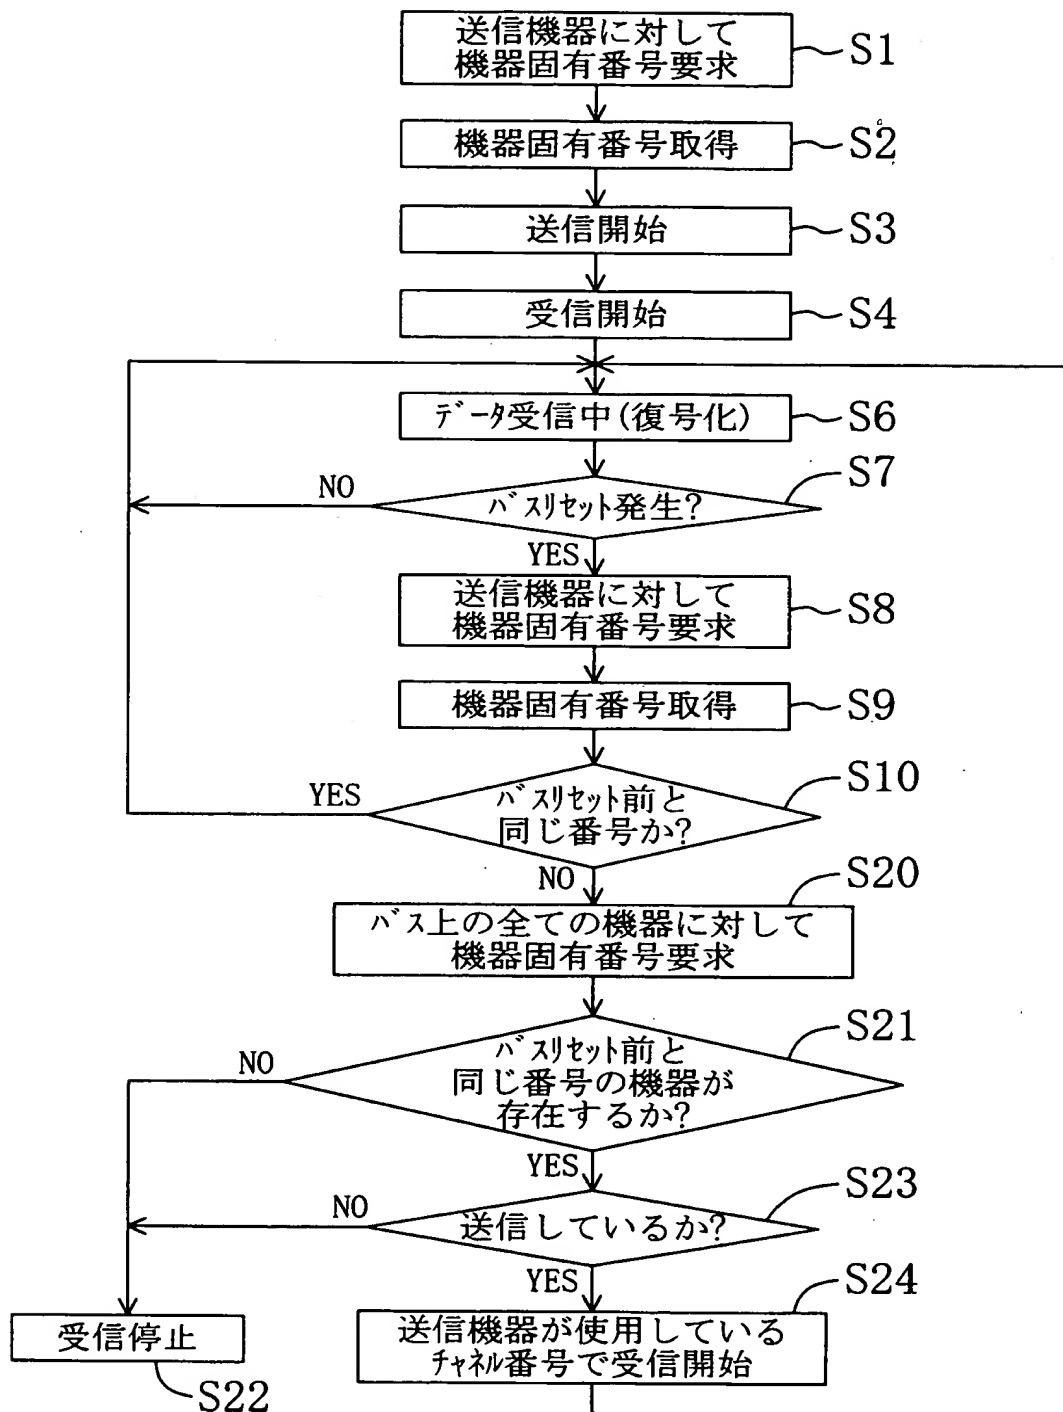 送信機器に対して
機器固有番号要求
S1
機器固有番号取得
S2
送信開始
S3
受信開始
S4
データ受信中(復号化)
S6
S7
NO
バスリセット発生?
YES
送信機器に対して
機器固有番号要求
S8
機器固有番号取得
S9
S10
YES
バスリセット前と
同じ番号か?
NO
S20
バス上の全ての機器に対して
機器固有番号要求
S21
NO
バスリセット前と
同じ番号の機器が
存在するか?
YES
S23
NO
送信しているか?
YES
S24
受信停止
送信機器が使用している
チャネル番号で受信開始
S22